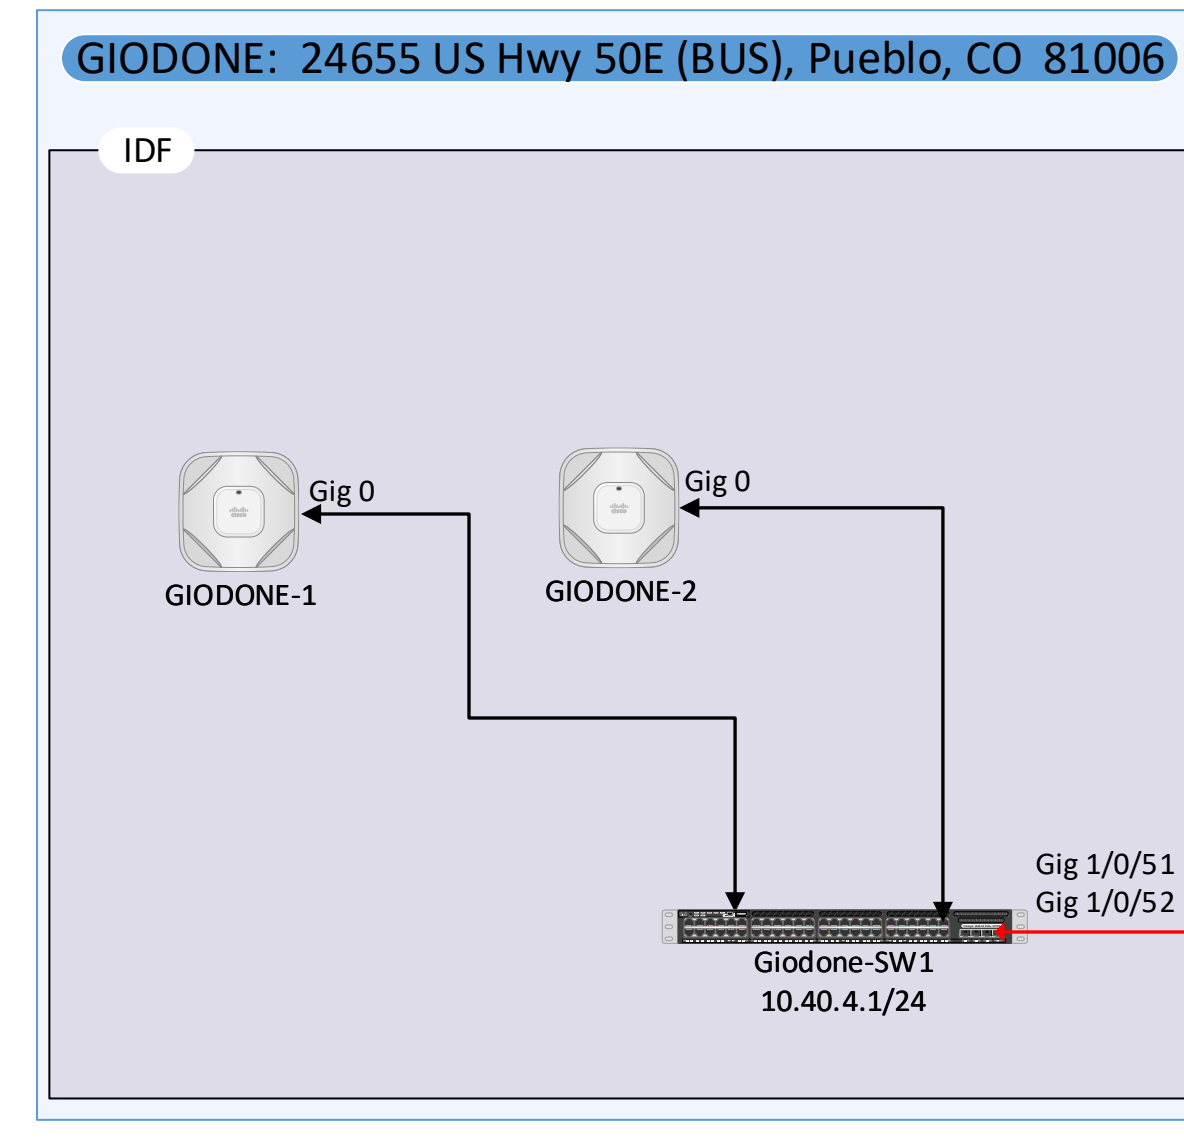 GIODONE:  24655 US Hwy 50E (BUS), Pueblo, CO  81006
IDF
Gig 0
Gig 0
GIODONE-1
GIODONE-2
Gig 1/0/51
Gig 1/0/52
Giodone-SW1
10.40.4.1/24